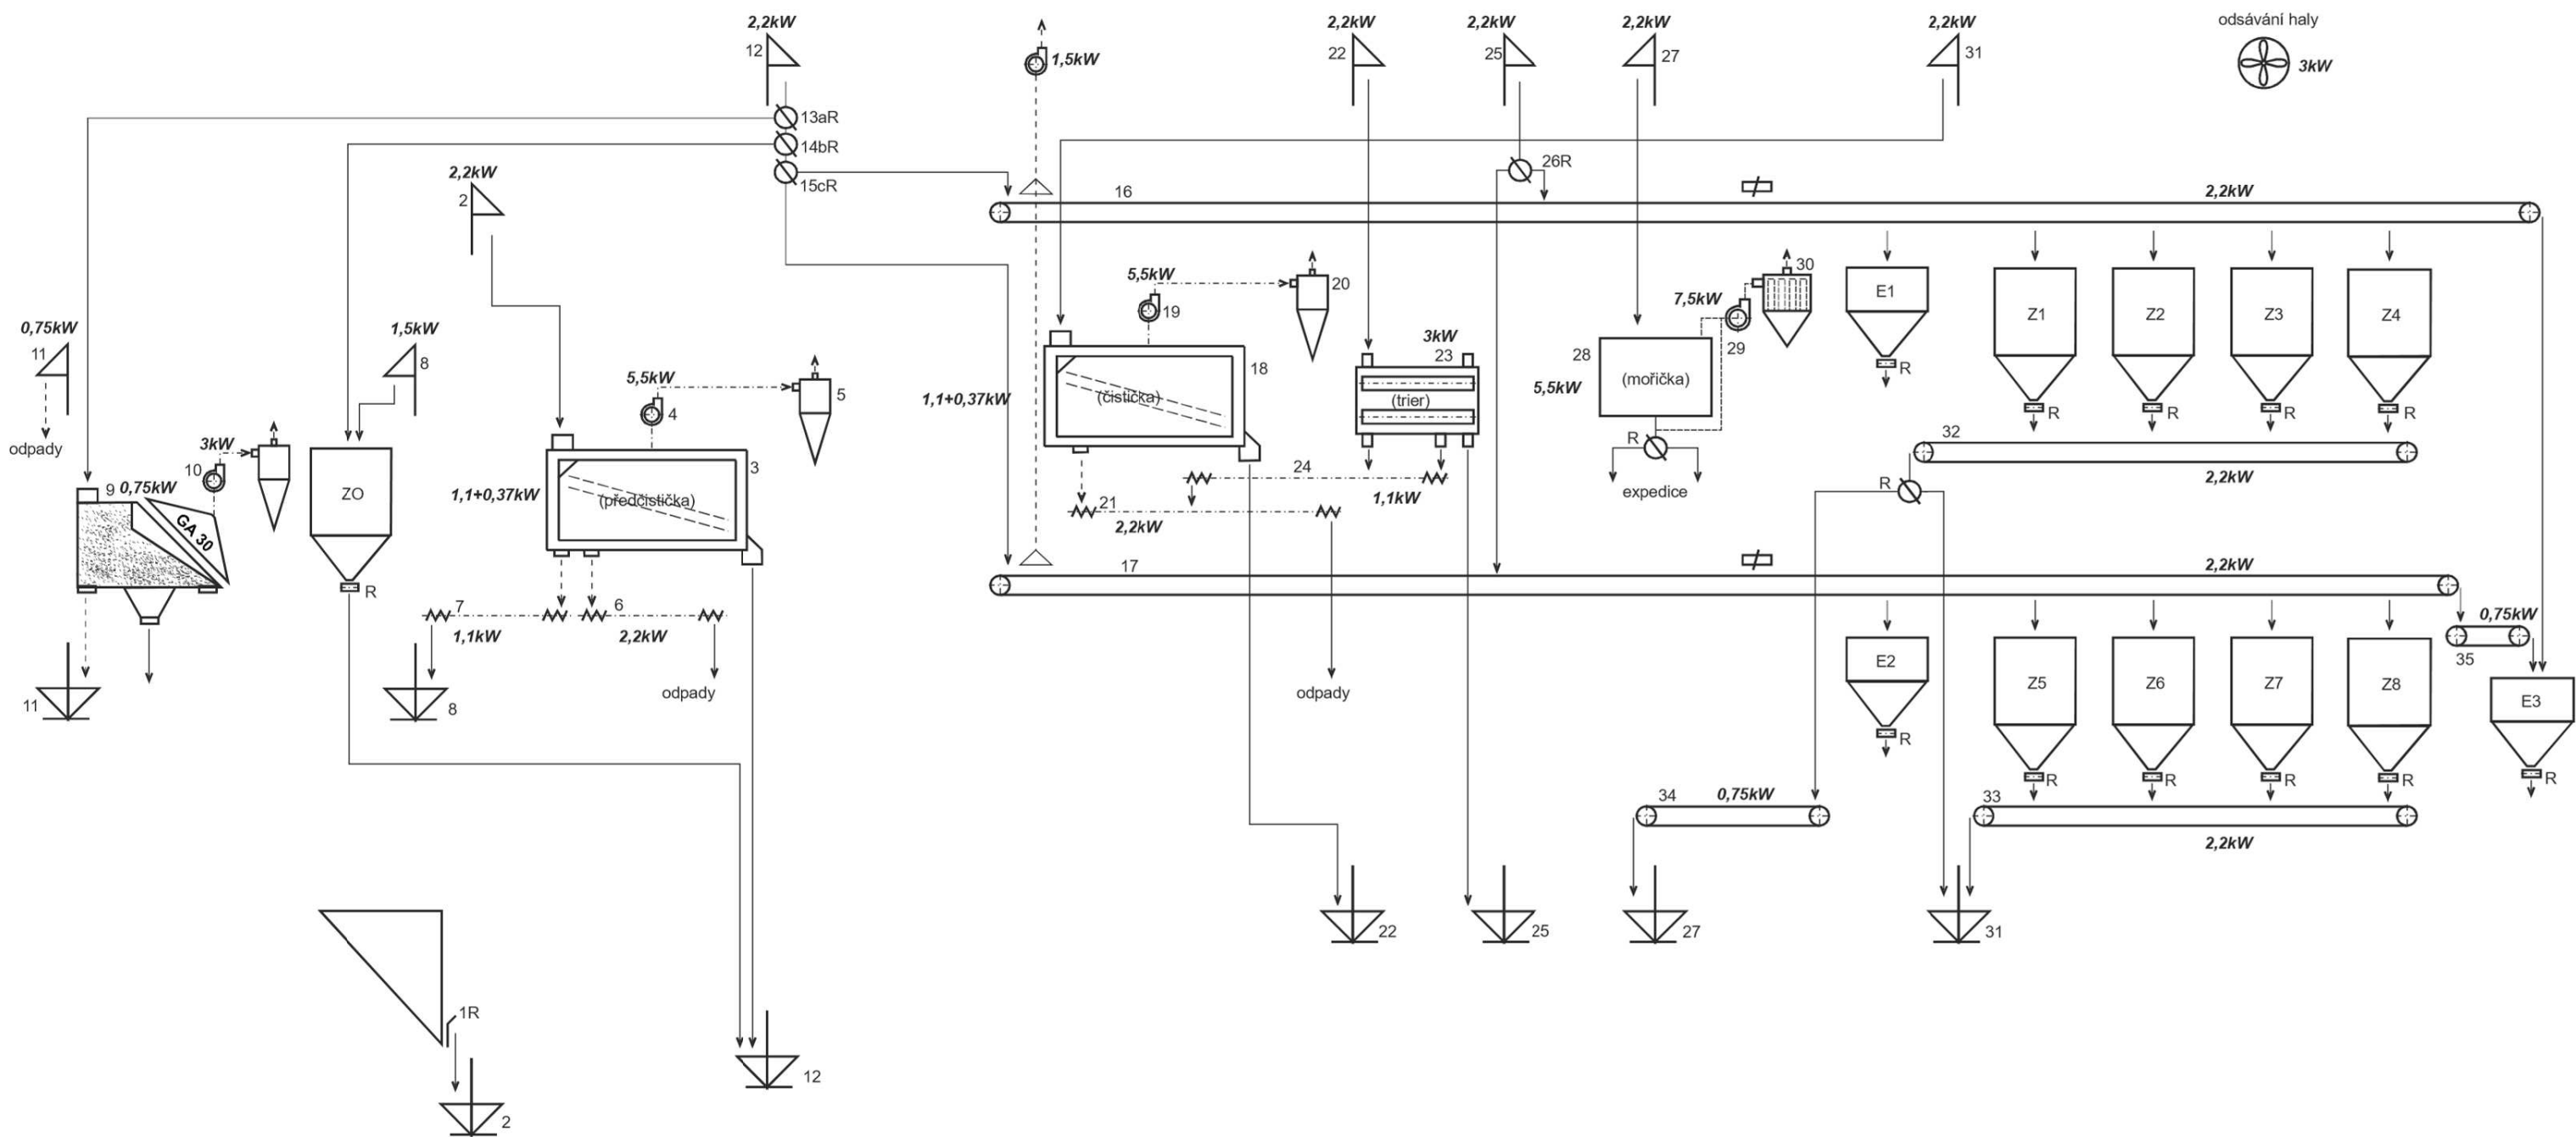 2,2kW
12
1,5kW
2,2kW
22
2,2kW
25
2,2kW
27
2,2kW
31
odsávání haly
3kW
13aR
14bR
15cR
26R
2,2kW
2
16
2,2kW
0,75kW
11
odpady
1,5kW
8
5,5kW
4
5
3kW
10
9
0,75kW
GA 30
ZO
R
1,1+0,37kW
(předčistička)
3
7
1,1kW
6
2,2kW
odpady
11
8
5,5kW
19
20
1,1+0,37kW
(čistička)
18
3kW
23
(trier)
24
1,1kW
21
2,2kW
odpady
7,5kW
30
29
28
5,5kW
(mořička)
R
expedice
E1
R
Z1
R
Z2
R
Z3
R
Z4
R
32
2,2kW
R
17
2,2kW
0,75kW
35
E2
R
Z5
R
Z6
R
Z7
R
Z8
R
E3
R
34
0,75kW
33
2,2kW
22
25
27
31
1R
12
2